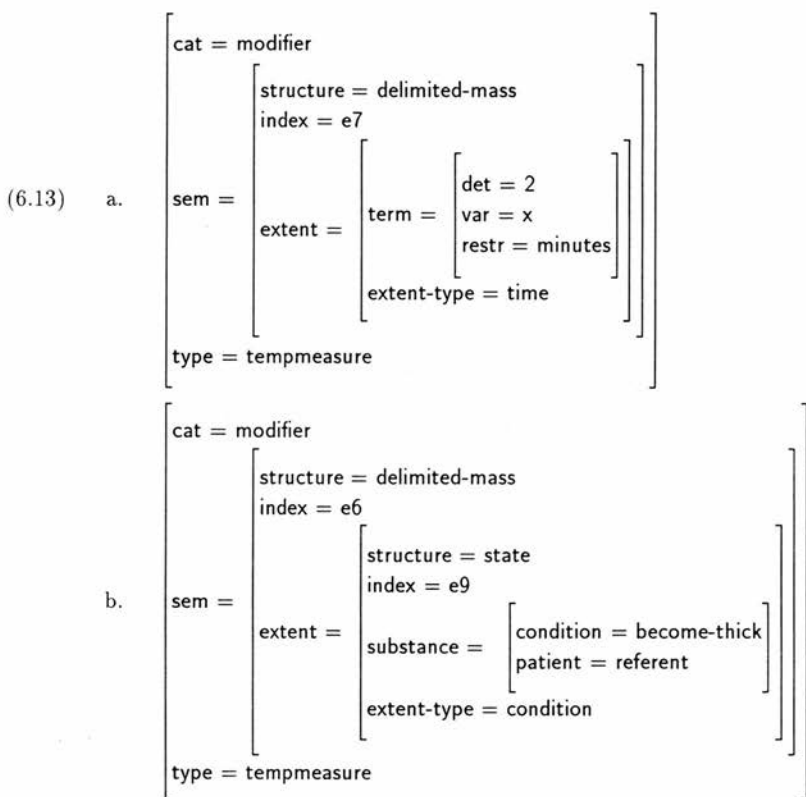 cat = modifier
structure = delimited-mass
index = e7
det = 2
var = x
restr = minutes
(6.13) a. sem = extent = term =
extent-type = time
type = tempmeasure
cat = modifier
structure = delimited-mass
index = e6
structure = state
index = e9
b. sem = extent = substance =
condition = become-thick
patient = referent
extent-type = condition
type = tempmeasure